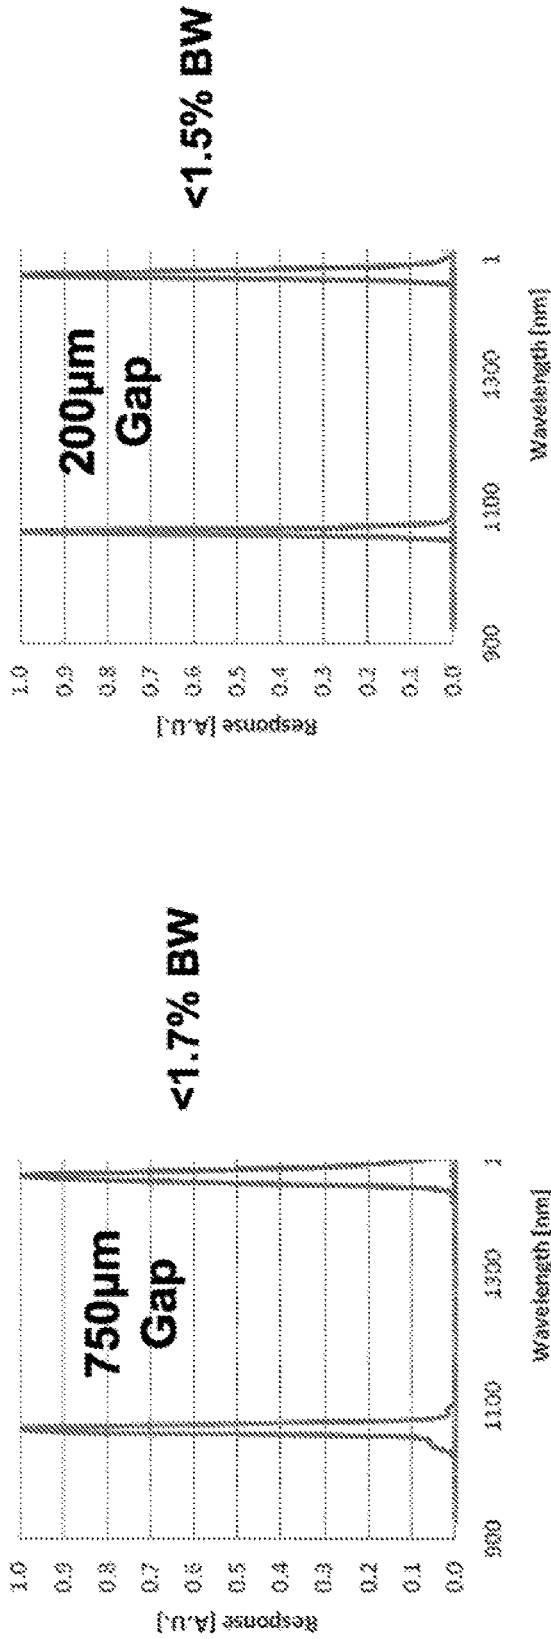 1.0
0.9
0.8
0.7
0.6
0.5
0.4
0.3
0.2
0.1
0.0
Response [A.U.]
900 1100 1300 1
Wavelength [nm]
750μm
Gap
<1.7% BW
1.0
0.9
0.8
0.7
0.6
0.5
0.4
0.3
0.2
0.1
0.0
Response [A.U.]
900 1100 1300 1
Wavelength [nm]
200μm
Gap
<1.5% BW